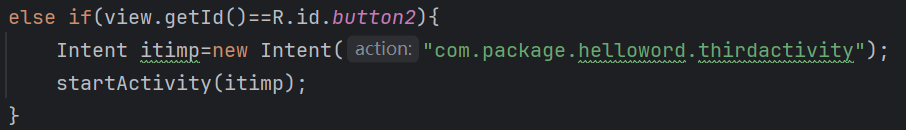 else if(view.getId()==R.id.button2){
    Intent itimp=new Intent( action: "com.package.helloword.thirdactivity");
    startActivity(itimp);
}